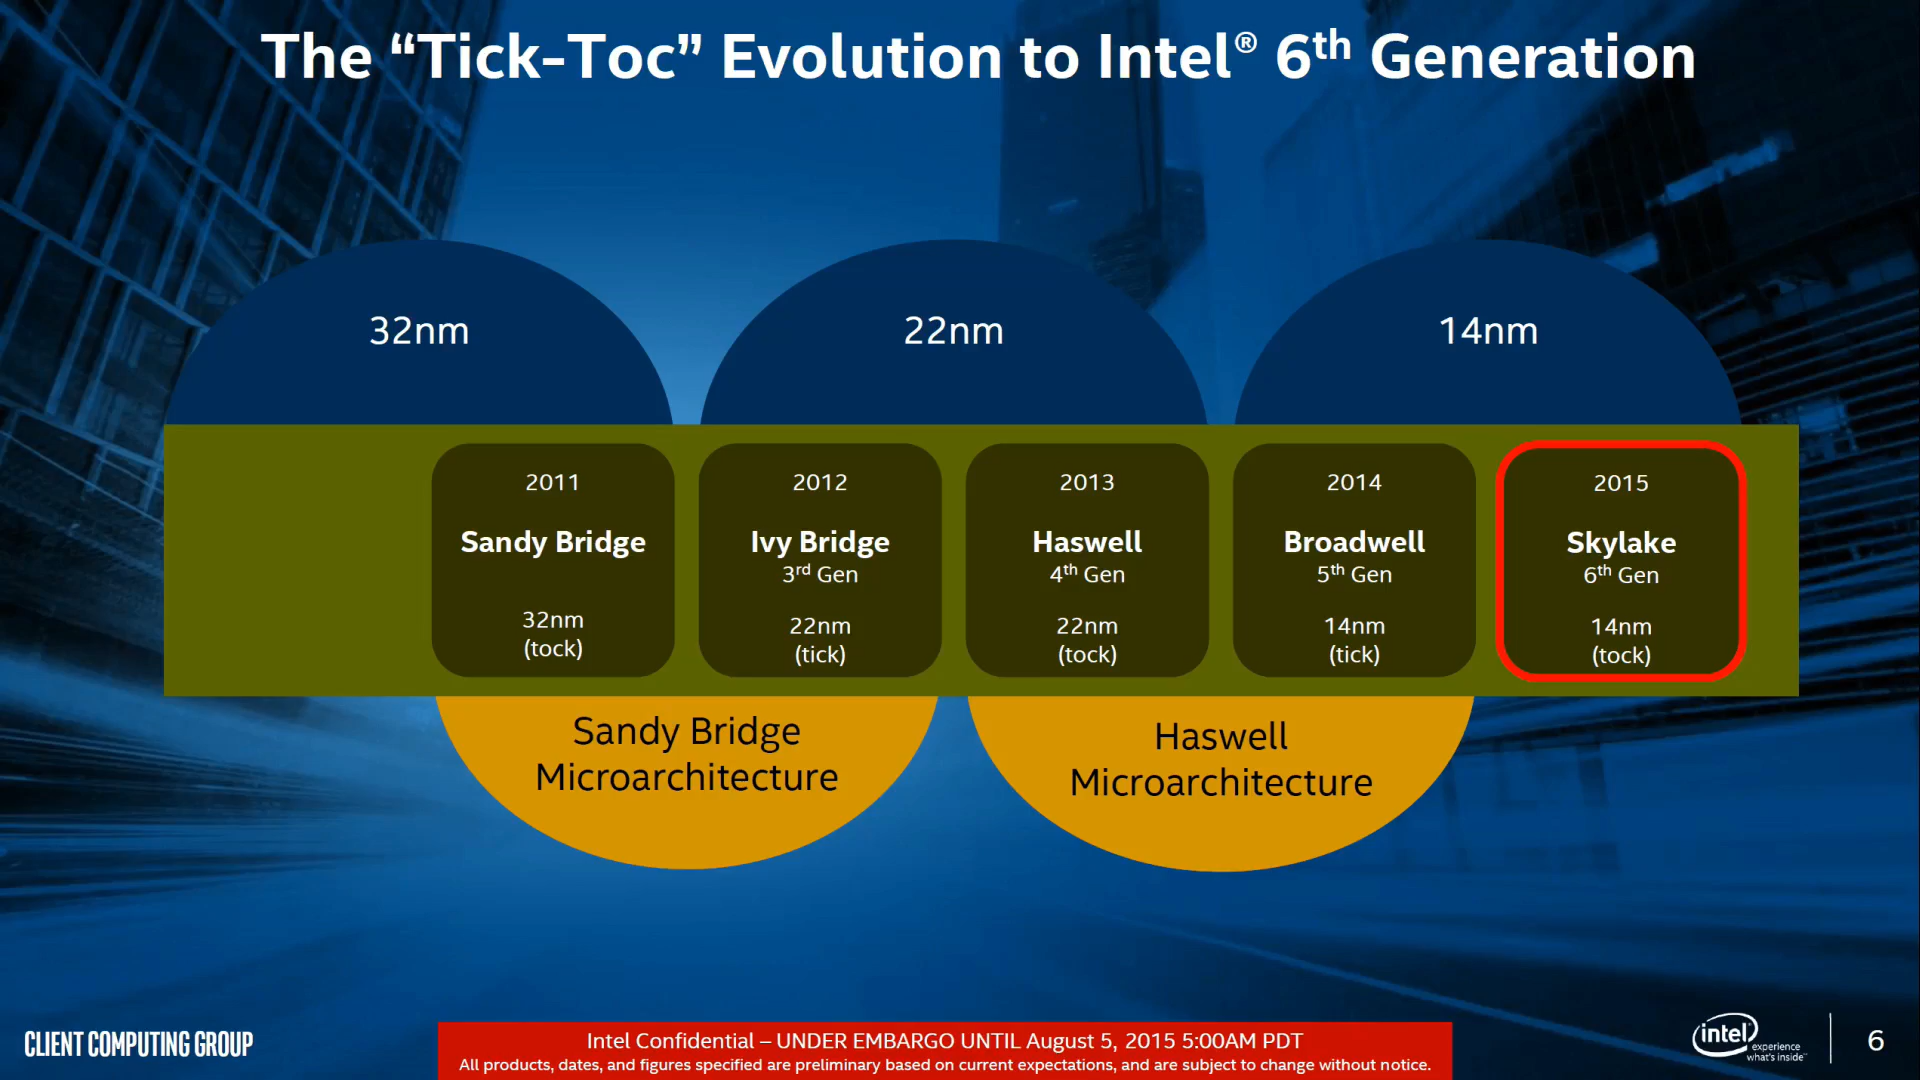 The “Tick-Toc” Evolution to Intel® 6th Generation
32nm
22nm
14nm
2011
Sandy Bridge
32nm
(tock)
2012
Ivy Bridge
3rd Gen
22nm
(tick)
2013
Haswell
4th Gen
22nm
(tock)
2014
Broadwell
5th Gen
14nm
(tick)
2015
Skylake
6th Gen
14nm
(tock)
Sandy Bridge
Microarchitecture
Haswell
Microarchitecture
CLIENT COMPUTING GROUP
Intel Confidential – UNDER EMBARGO UNTIL August 5, 2015 5:00AM PDT
All products, dates, and figures specified are preliminary based on current expectations, and are subject to change without notice.
intel
experience
what's inside™
6